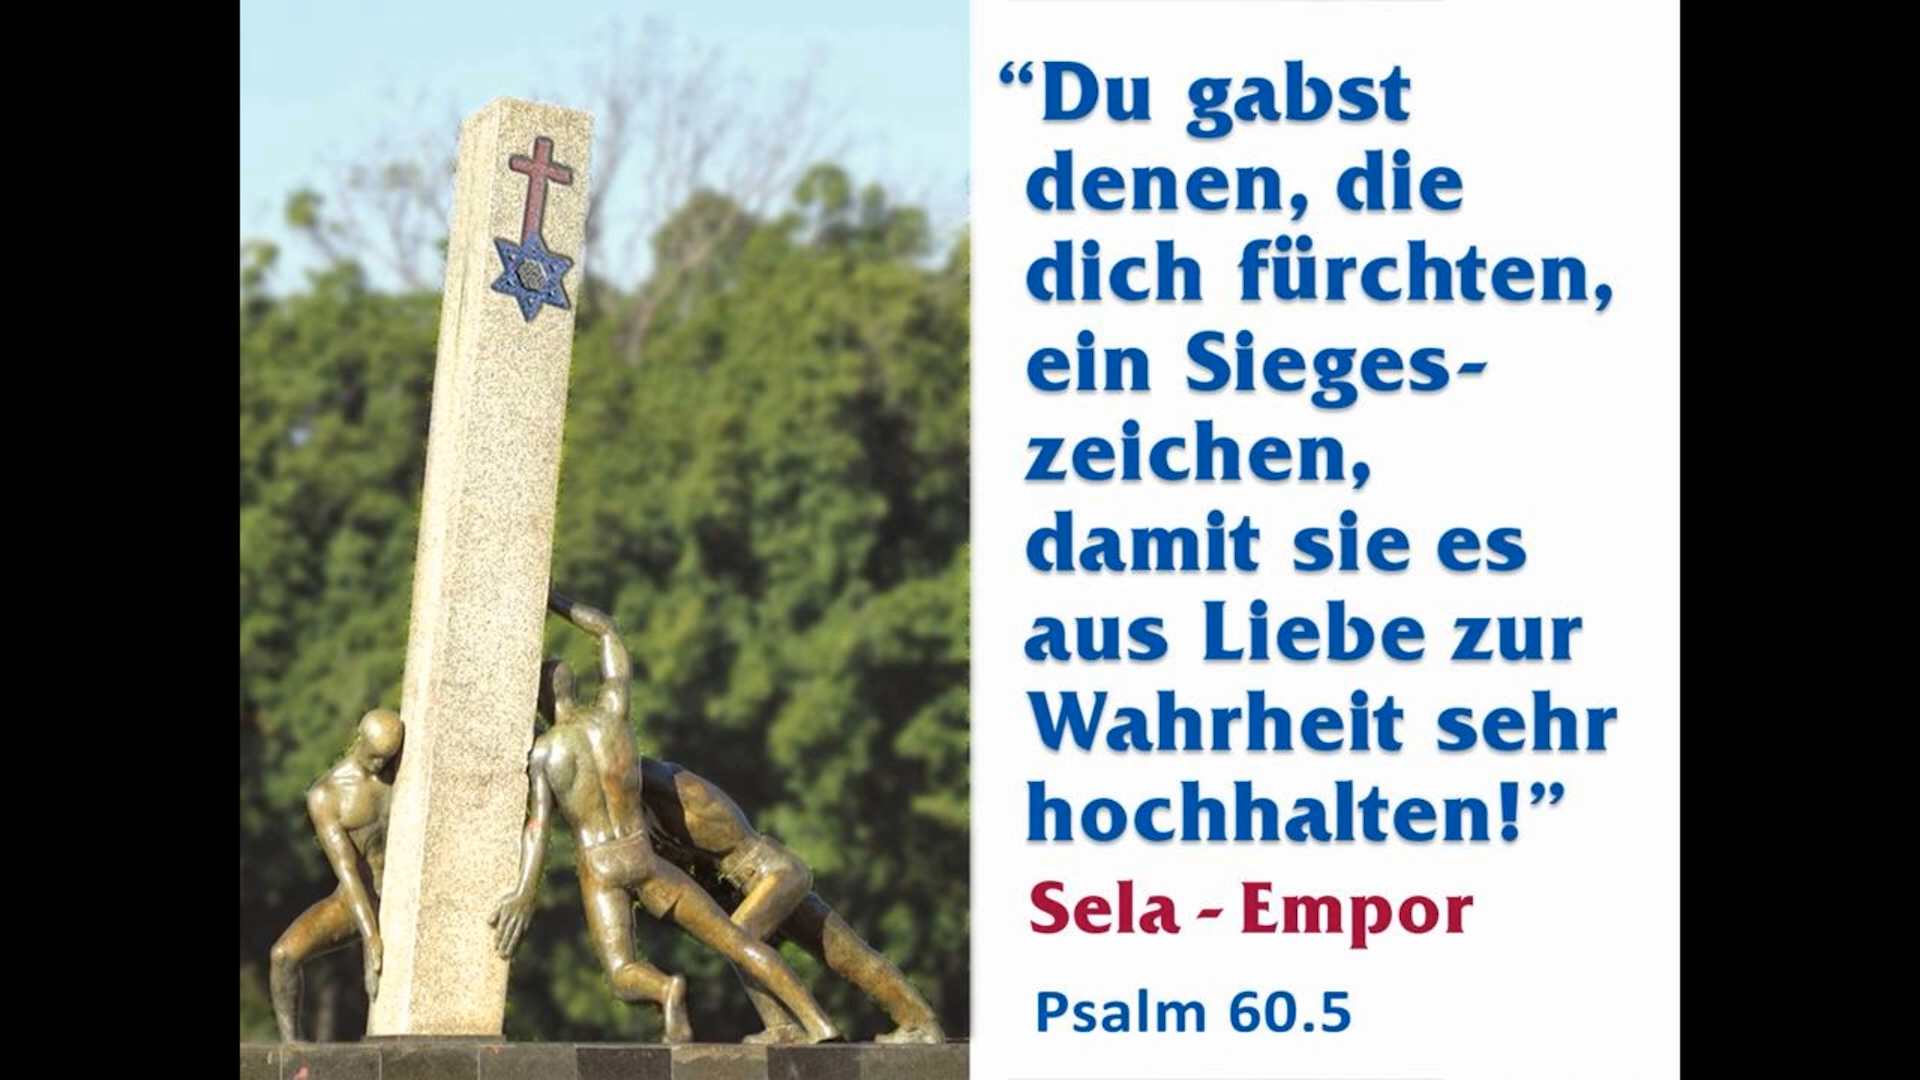 “Du gabst
denen, die
dich fürchten,
ein Sieges-
zeichen,
damit sie es
aus Liebe zur
Wahrheit sehr
hochhalten!”
Sela - Empor
Psalm 60.5